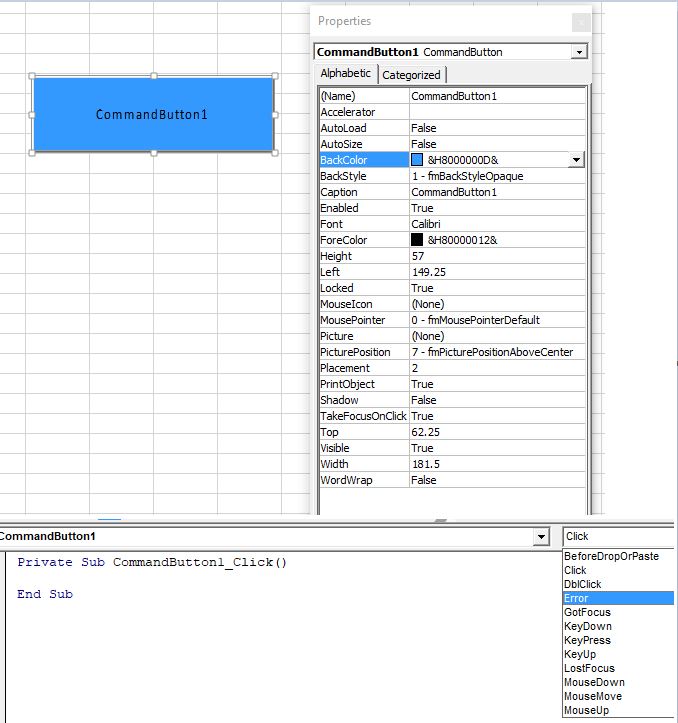 Properties
x
CommandButton1 CommandButton
Alphabetic Categorized
CommandButton1
(Name) CommandButton1
Accelerator
AutoLoad False
AutoSize False
BackColor &H8000000D&
BackStyle 1 - fmBackStyleOpaque
Caption CommandButton1
Enabled True
Font Calibri
ForeColor &H80000012&
Height 57
Left 149.25
Locked True
MouseIcon (None)
MousePointer 0 - fmMousePointerDefault
Picture (None)
PicturePosition 7 - fmPicturePositionAboveCenter
Placement 2
PrintObject True
Shadow False
TakeFocusOnClick True
Top 62.25
Visible True
Width 181.5
WordWrap False
CommandButton1
Click
Private Sub CommandButton1_Click()
End Sub
BeforeDropOrPaste
Click
DblClick
Error
GotFocus
KeyDown
KeyPress
KeyUp
LostFocus
MouseDown
MouseMove
MouseUp